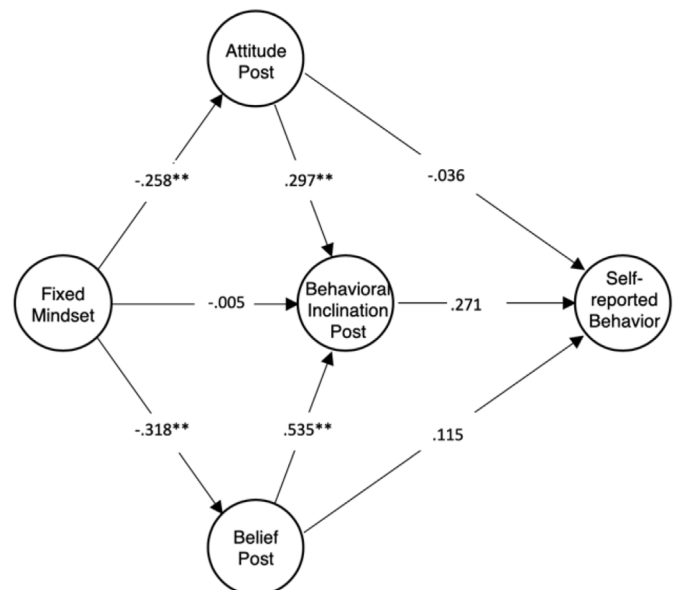 Attitude
Post
-.258**
.297**
-.036
Fixed
Mindset
-.005
Behavioral
Inclination
Post
.271
Self-
reported
Behavior
-.318**
.535**
.115
Belief
Post